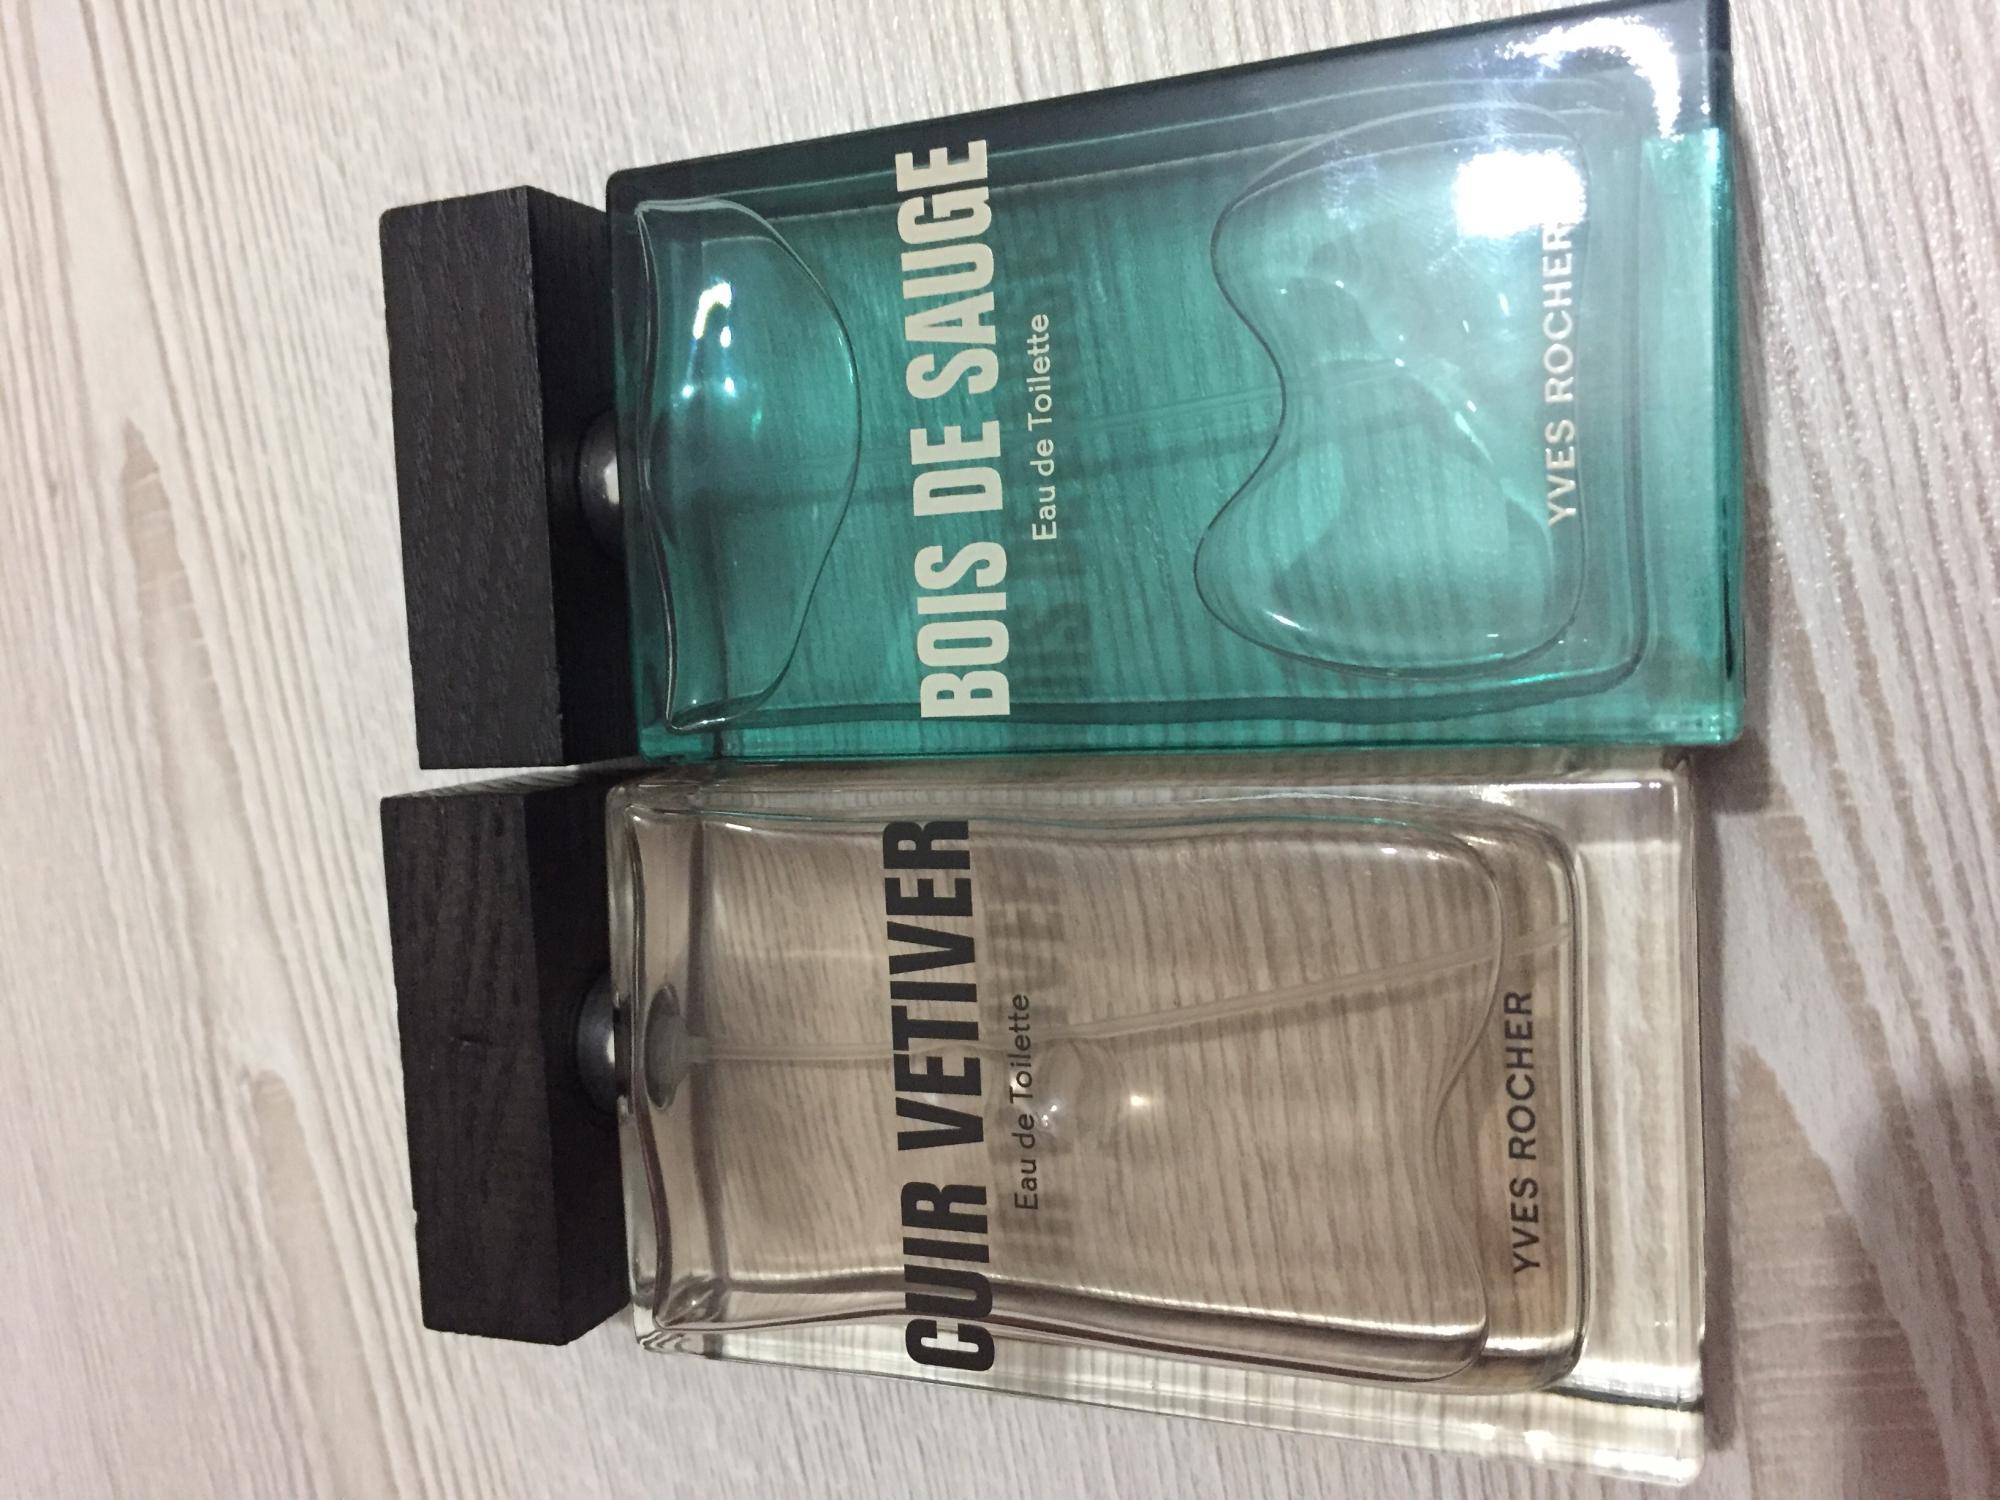 CUIR VETIVER
Eau de Toilette
YVES ROCHER
BOIS DE SAUGE
Eau de Toilette
YVES ROCHER